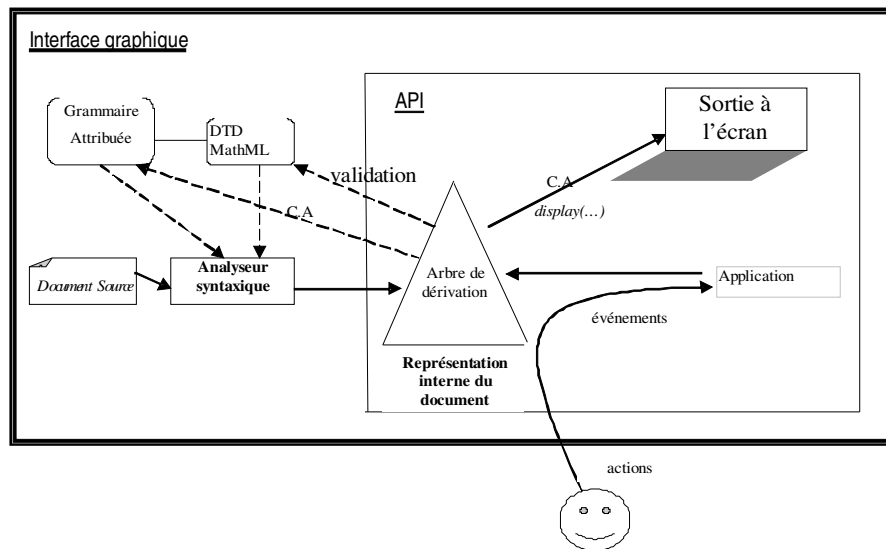 Interface graphique
Grammaire
Attribuée
DTD
MathML
API
Sortie à
l'écran
validation
C.A
C.A
display(…)
Document Source
Analyseur
syntaxique
Arbre de
dérivation
Application
événements
Représentation
interne du
document
actions